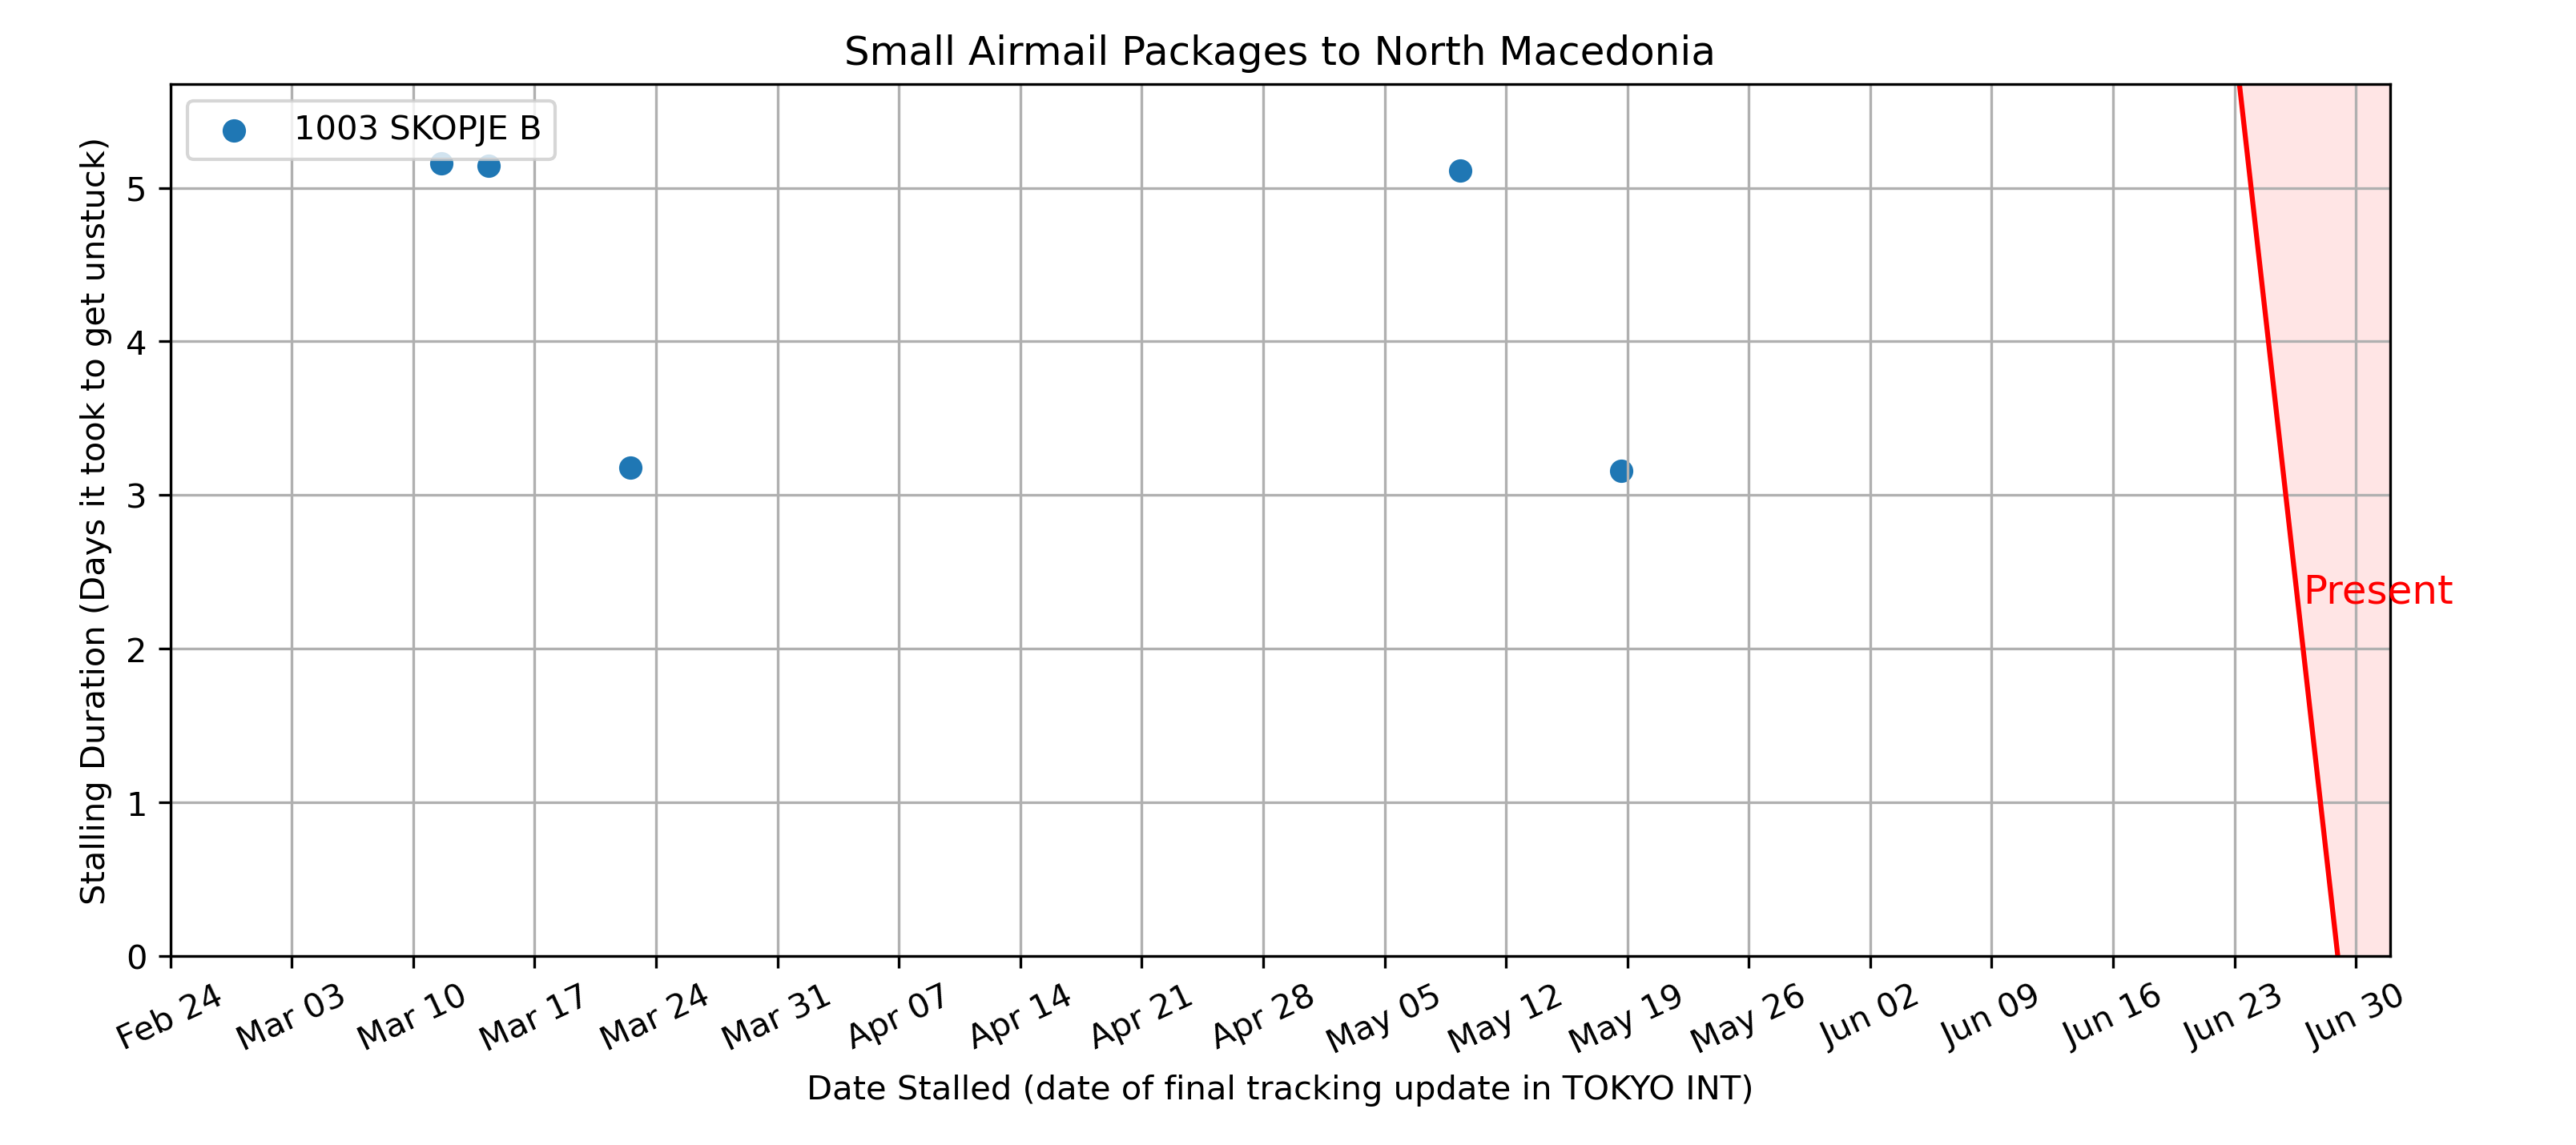 Small Airmail Packages to North Macedonia
1003 SKOPJE B
Stalling Duration (Days it took to get unstuck)
5
4
3
2
1
0
Present
Feb 24
Mar 03
Mar 10
Mar 17
Mar 24
Mar 31
Apr 07
Apr 14
Apr 21
Apr 28
May 05
May 12
May 19
May 26
Jun 02
Jun 09
Jun 16
Jun 23
Jun 30
Date Stalled (date of final tracking update in TOKYO INT)